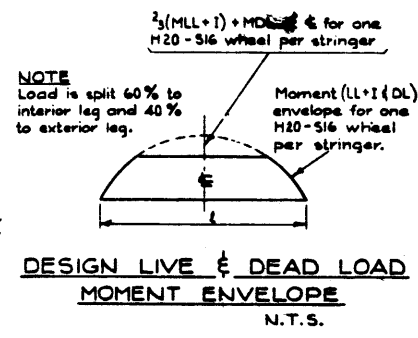 2/3(MLL + I) + MD ℄ for one
H20 - S16 wheel per stringer
NOTE
Load is split 60% to
interior leg and 40%
to exterior leg.
Moment (LL+I & DL)
envelope for one
H20-S16 wheel
per stringer.
℄
l
DESIGN LIVE & DEAD LOAD
MOMENT ENVELOPE
N.T.S.